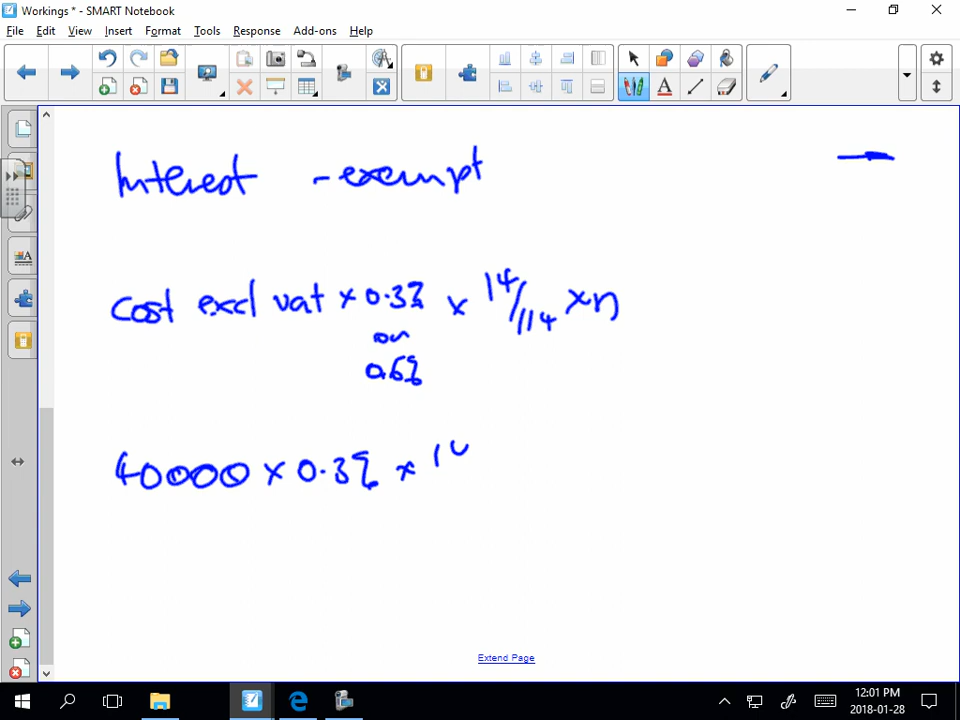 Workings * - SMART Notebook
File Edit View Insert Format Tools Response Add-ons Help
Interest - exempt
cost excl vat x 0.3% x 14/114 x n
or
0.6%
40000 x 0.3% x 14
Extend Page
12:01 PM
2018-01-28